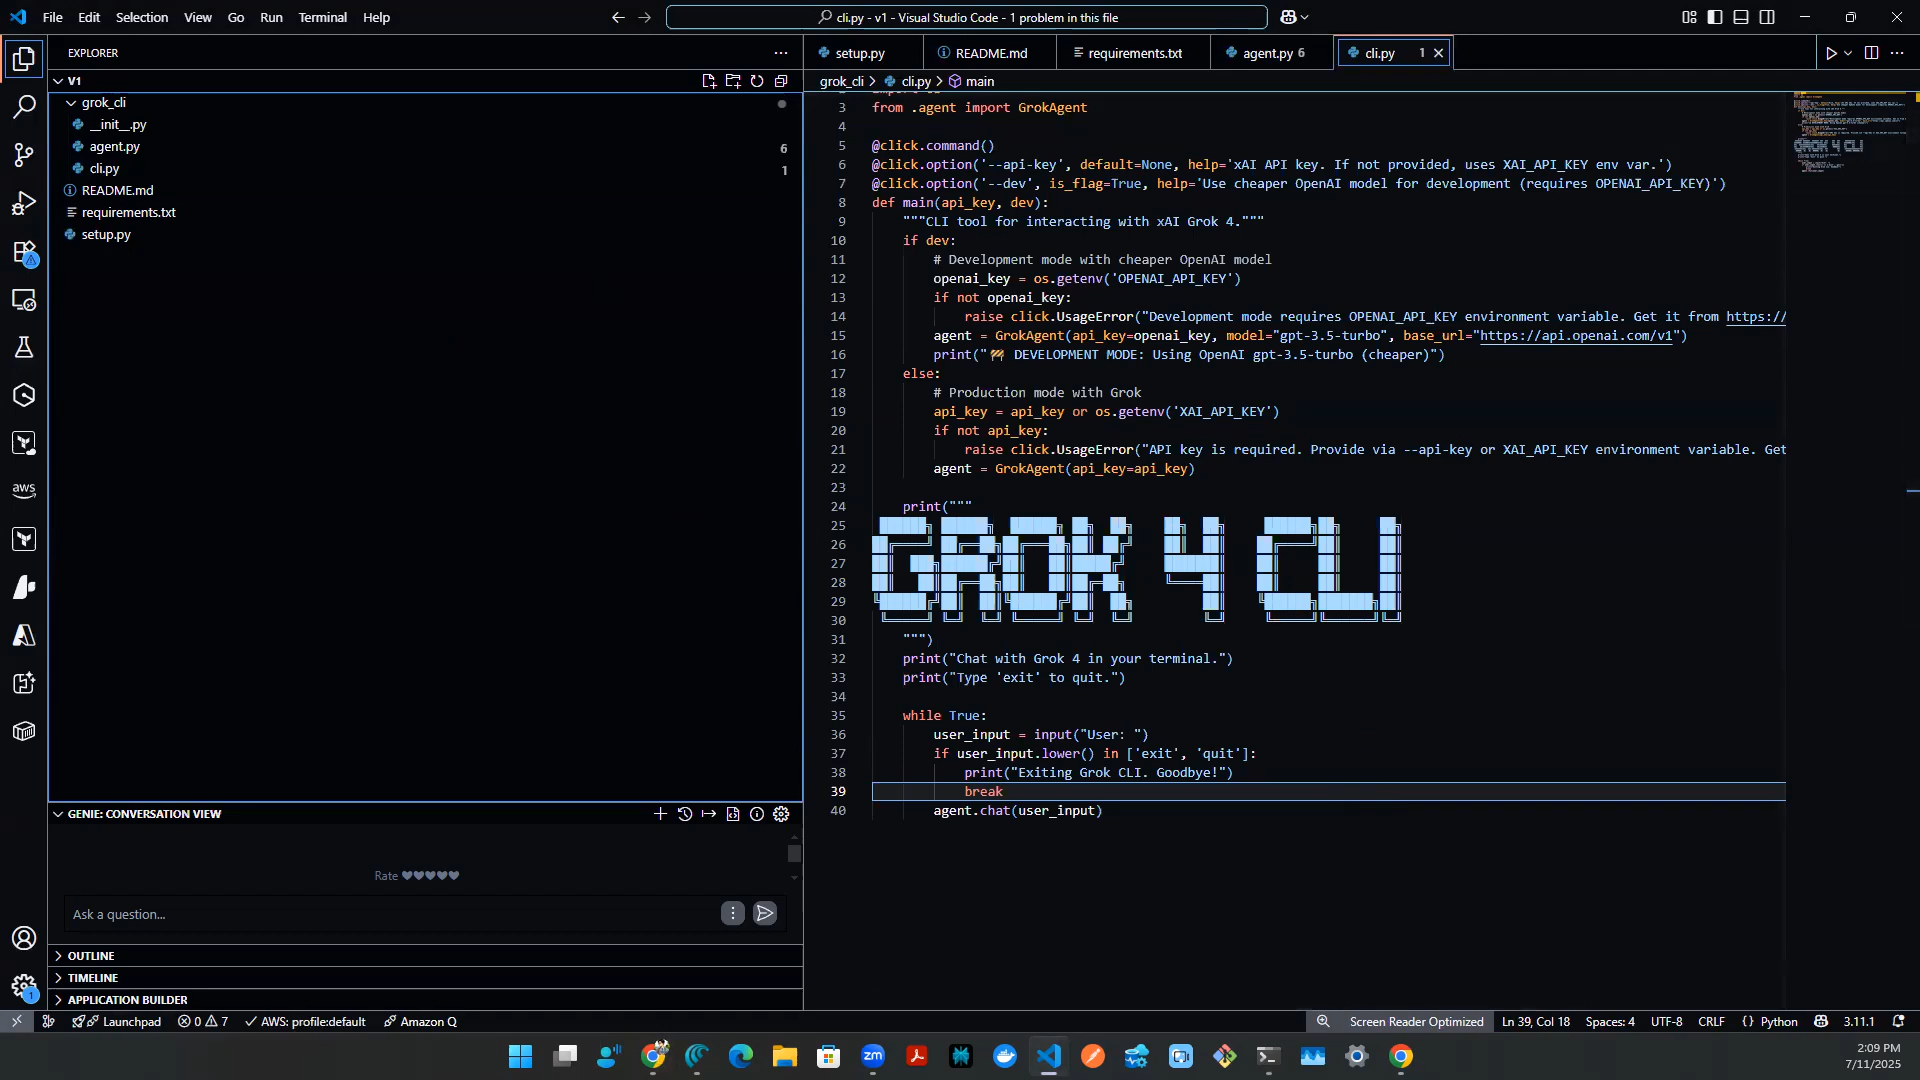 File Edit Selection View Go Run Terminal Help
cli.py - v1 - Visual Studio Code - 1 problem in this file
EXPLORER
V1
grok_cli
__init__.py
agent.py 6
cli.py 1
README.md
requirements.txt
setup.py
GENIE: CONVERSATION VIEW
Rate
Ask a question...
OUTLINE
TIMELINE
APPLICATION BUILDER
aws
setup.py README.md requirements.txt agent.py 6 cli.py 1
grok_cli > cli.py > main
3 from .agent import GrokAgent
4
5 @click.command()
6 @click.option('--api-key', default=None, help='xAI API key. If not provided, uses XAI_API_KEY env var.')
7 @click.option('--dev', is_flag=True, help='Use cheaper OpenAI model for development (requires OPENAI_API_KEY)')
8 def main(api_key, dev):
9 """CLI tool for interacting with xAI Grok 4."""
10 if dev:
11 # Development mode with cheaper OpenAI model
12 openai_key = os.getenv('OPENAI_API_KEY')
13 if not openai_key:
14 raise click.UsageError("Development mode requires OPENAI_API_KEY environment variable. Get it from https://
15 agent = GrokAgent(api_key=openai_key, model="gpt-3.5-turbo", base_url="https://api.openai.com/v1")
16 print("🚧 DEVELOPMENT MODE: Using OpenAI gpt-3.5-turbo (cheaper)")
17 else:
18 # Production mode with Grok
19 api_key = api_key or os.getenv('XAI_API_KEY')
20 if not api_key:
21 raise click.UsageError("API key is required. Provide via --api-key or XAI_API_KEY environment variable. Get
22 agent = GrokAgent(api_key=api_key)
23
24 print("""
25
26
27
28
29
30
GROK 4 CLI
31 """)
32 print("Chat with Grok 4 in your terminal.")
33 print("Type 'exit' to quit.")
34
35 while True:
36 user_input = input("User: ")
37 if user_input.lower() in ['exit', 'quit']:
38 print("Exiting Grok CLI. Goodbye!")
39 break
40 agent.chat(user_input)
Launchpad 0 7 AWS: profile:default Amazon Q
Screen Reader Optimized Ln 39, Col 18 Spaces: 4 UTF-8 CRLF {} Python 3.11.1
zm
2:09 PM
7/11/2025